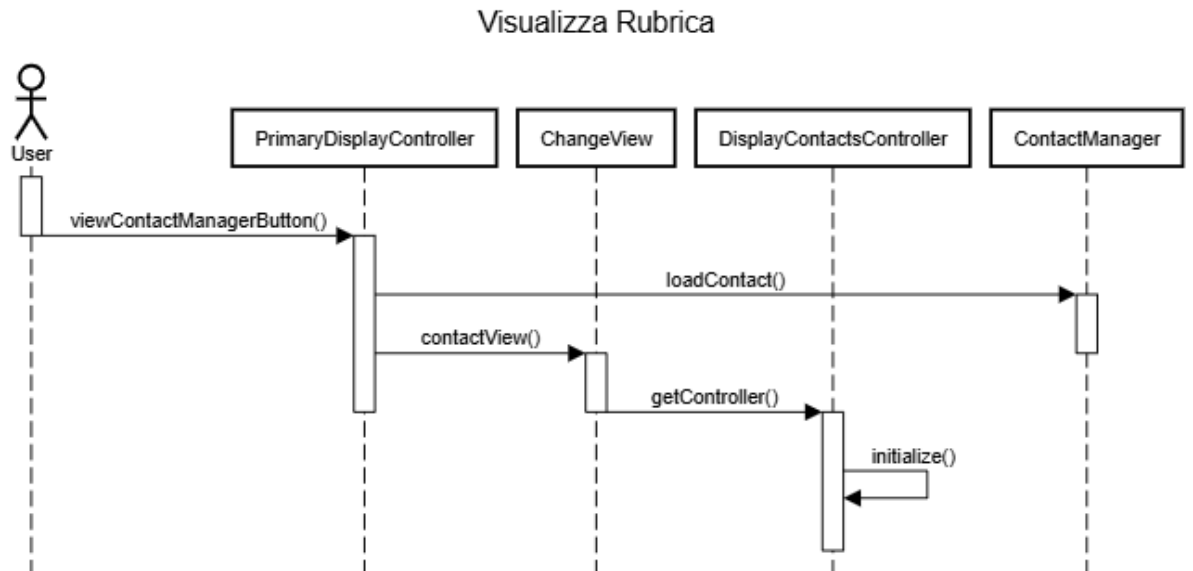 Visualizza Rubrica
User
PrimaryDisplayController
ChangeView
DisplayContactsController
ContactManager
viewContactManagerButton()
loadContact()
contactView()
getController()
initialize()